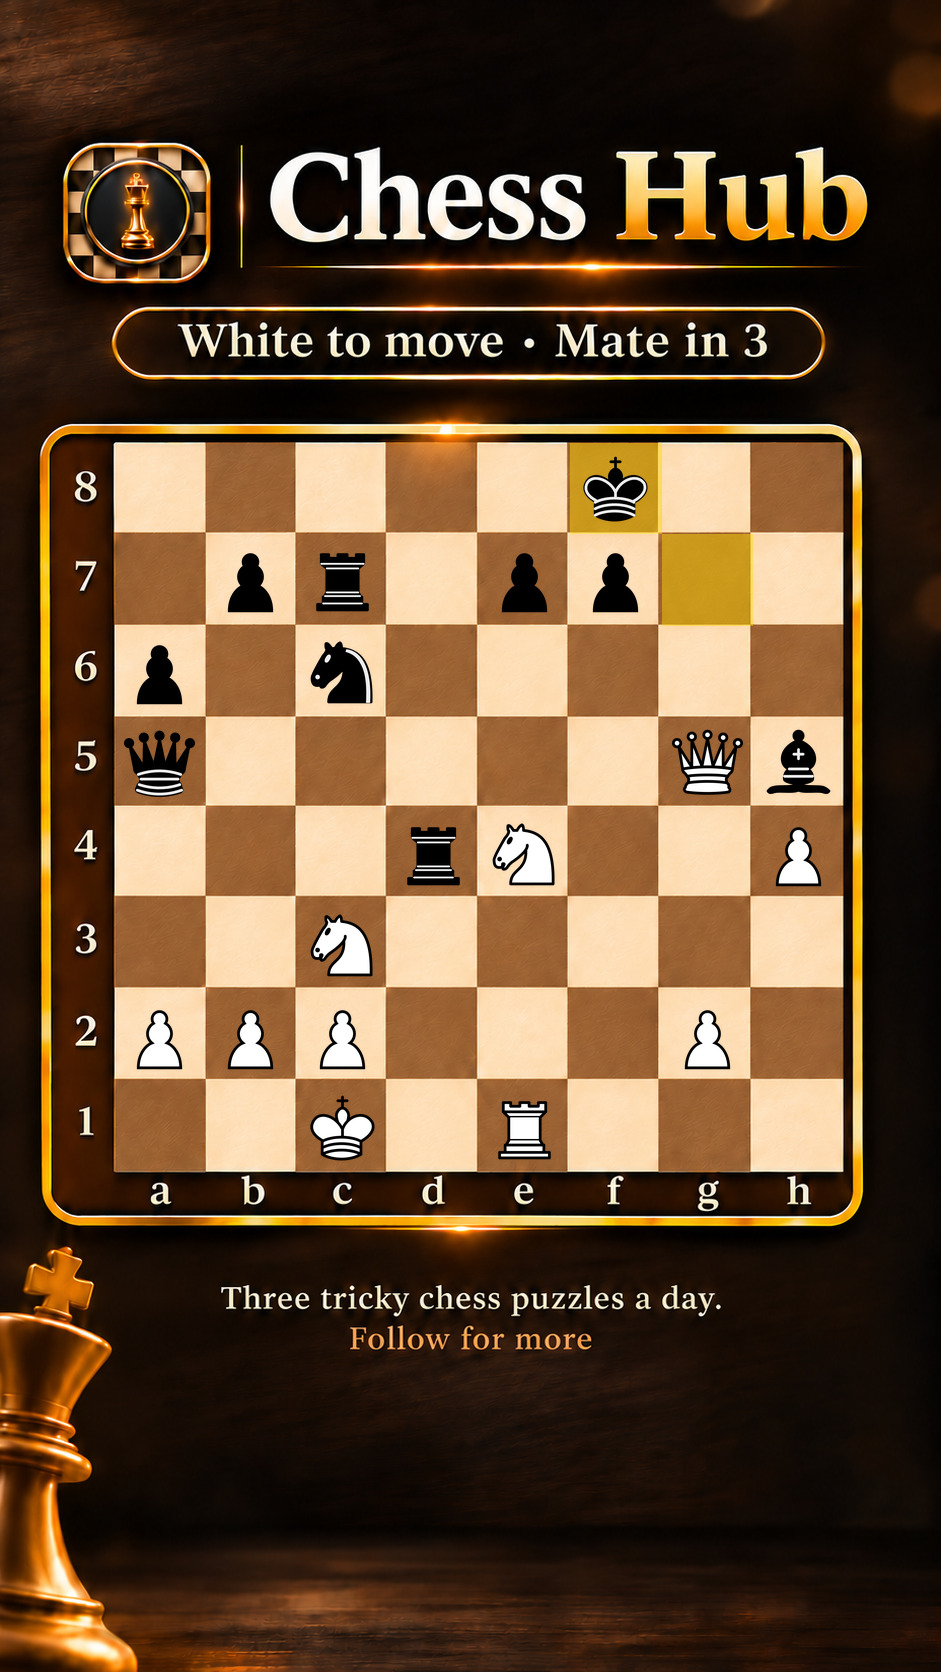 Chess Hub
White to move • Mate in 3
8
7
6
5
4
3
2
1
a b c d e f g h
Three tricky chess puzzles a day.
Follow for more